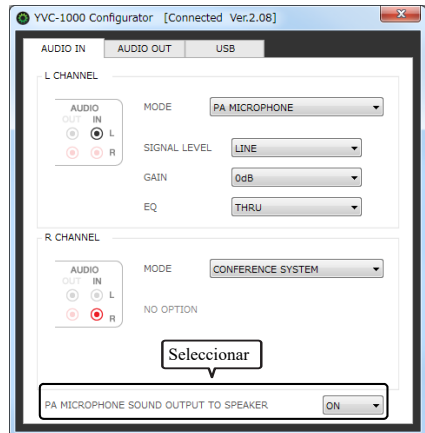 YVC-1000 Configurator [Connected Ver.2.08]
AUDIO IN AUDIO OUT USB
L CHANNEL
AUDIO
OUT IN
L
R
MODE PA MICROPHONE
SIGNAL LEVEL LINE
GAIN 0dB
EQ THRU
R CHANNEL
AUDIO
OUT IN
L
R
MODE CONFERENCE SYSTEM
NO OPTION
Seleccionar
PA MICROPHONE SOUND OUTPUT TO SPEAKER ON